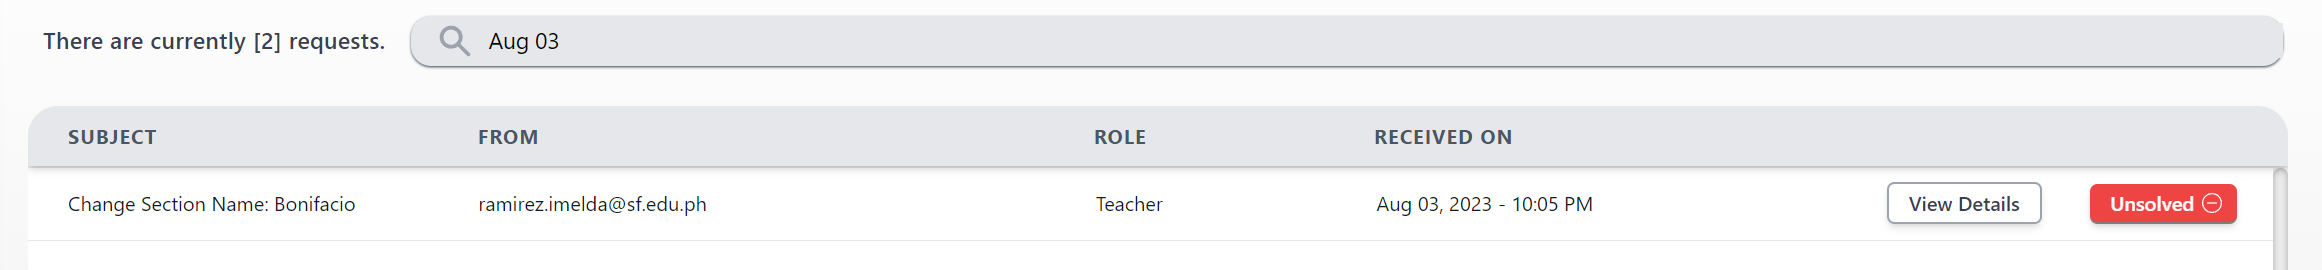 There are currently [2] requests.
Aug 03
SUBJECT FROM ROLE RECEIVED ON
Change Section Name: Bonifacio ramirez.imelda@sf.edu.ph Teacher Aug 03, 2023 - 10:05 PM View Details Unsolved